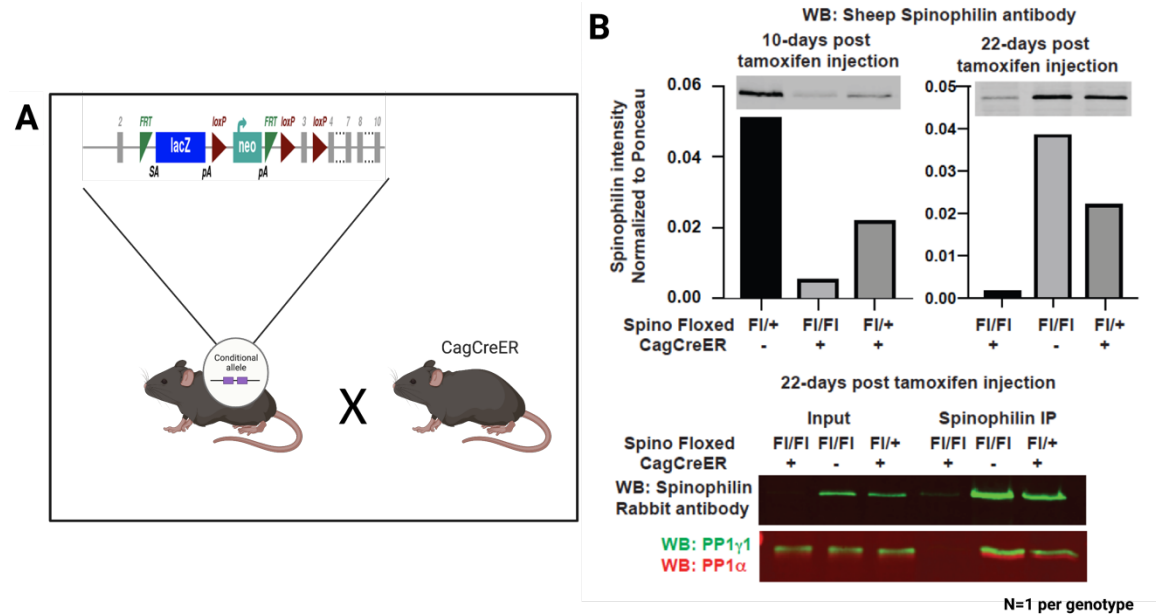 A
2 FRT loxP FRT loxP 3 loxP 4 7 8 10
lacZ neo
SA pA pA
Conditional
allele
X
CagCreER
B
WB: Sheep Spinophilin antibody
10-days post
tamoxifen injection
22-days post
tamoxifen injection
Spinophilin intensity
Normalized to Ponceau
0.06
0.04
0.02
0.00
0.05
0.04
0.03
0.02
0.01
0.00
Spino Floxed Fl/+ Fl/Fl Fl/+ Fl/Fl Fl/Fl Fl/+
CagCreER - + + + - +
22-days post tamoxifen injection
Input Spinophilin IP
Spino Floxed Fl/Fl Fl/Fl Fl/+ Fl/Fl Fl/Fl Fl/+
CagCreER + - + + - +
WB: Spinophilin
Rabbit antibody
WB: PP1γ1
WB: PP1α
N=1 per genotype